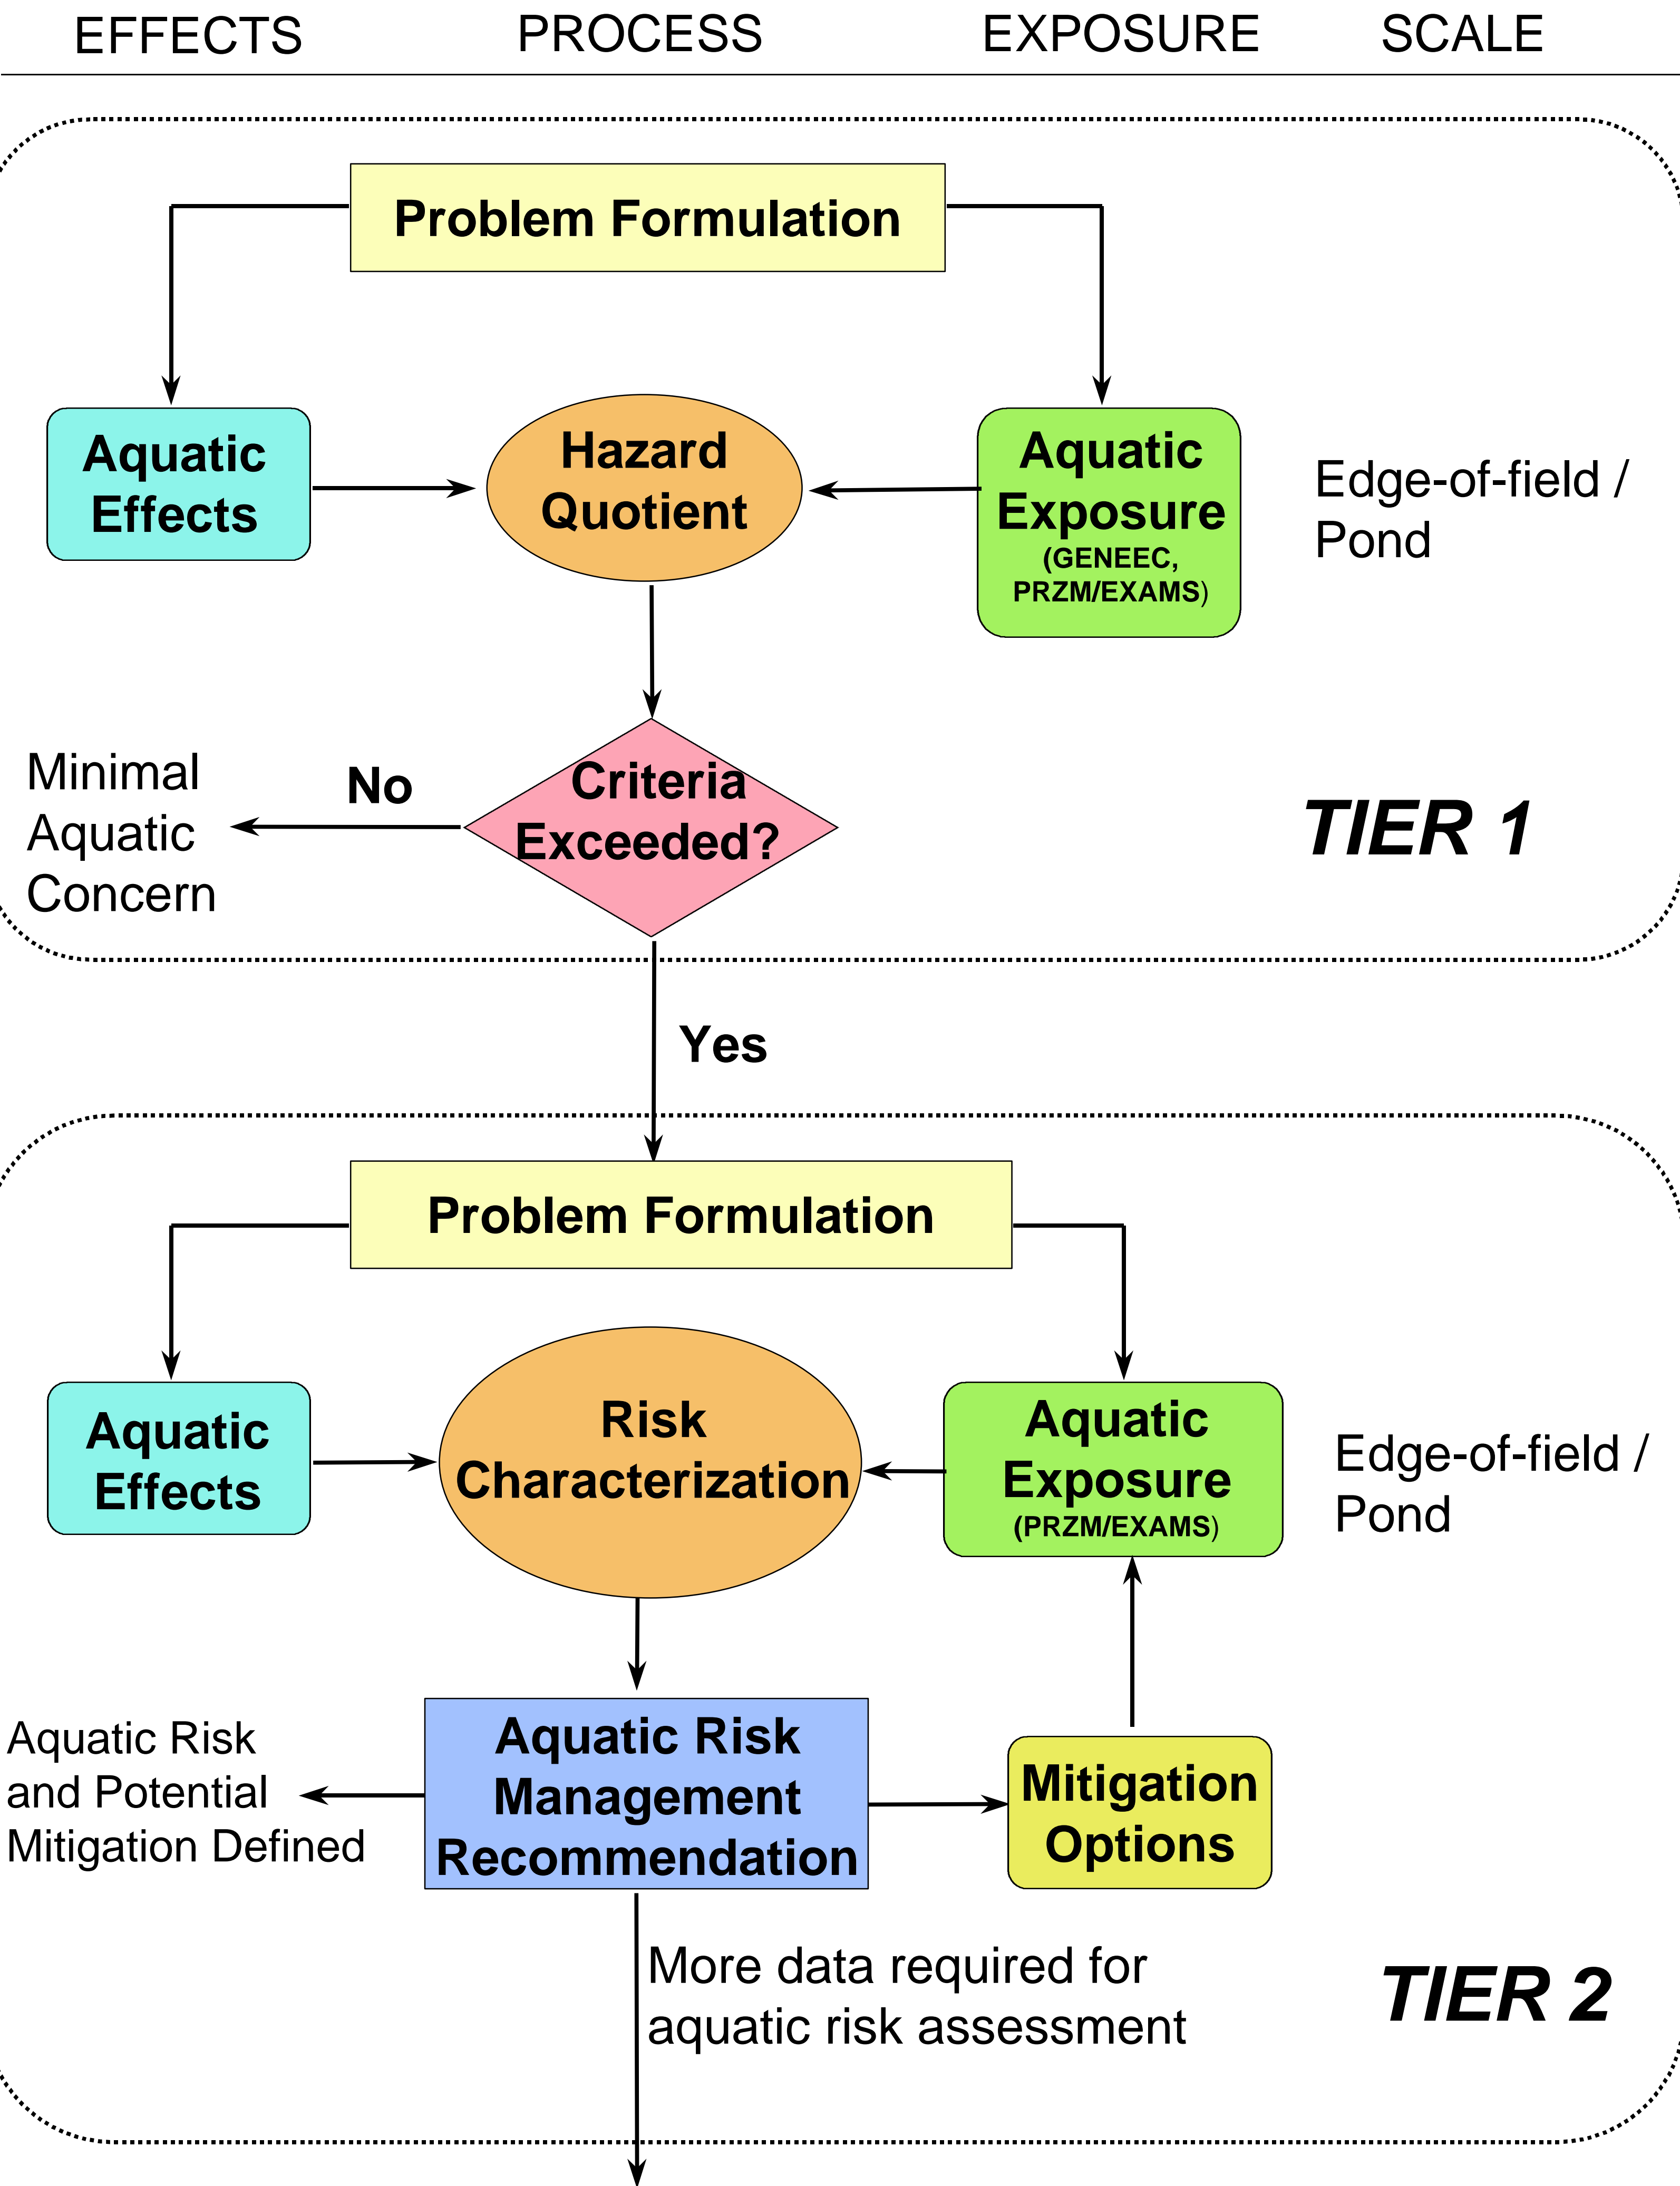 EFFECTS PROCESS EXPOSURE SCALE
Problem Formulation
Aquatic
Effects
Hazard
Quotient
Aquatic
Exposure
(GENEEC,
PRZM/EXAMS)
Edge-of-field /
Pond
Minimal
Aquatic
Concern
No
Criteria
Exceeded?
TIER 1
Yes
Problem Formulation
Aquatic
Effects
Risk
Characterization
Aquatic
Exposure
(PRZM/EXAMS)
Edge-of-field /
Pond
Aquatic Risk
and Potential
Mitigation Defined
Aquatic Risk
Management
Recommendation
Mitigation
Options
More data required for
aquatic risk assessment
TIER 2